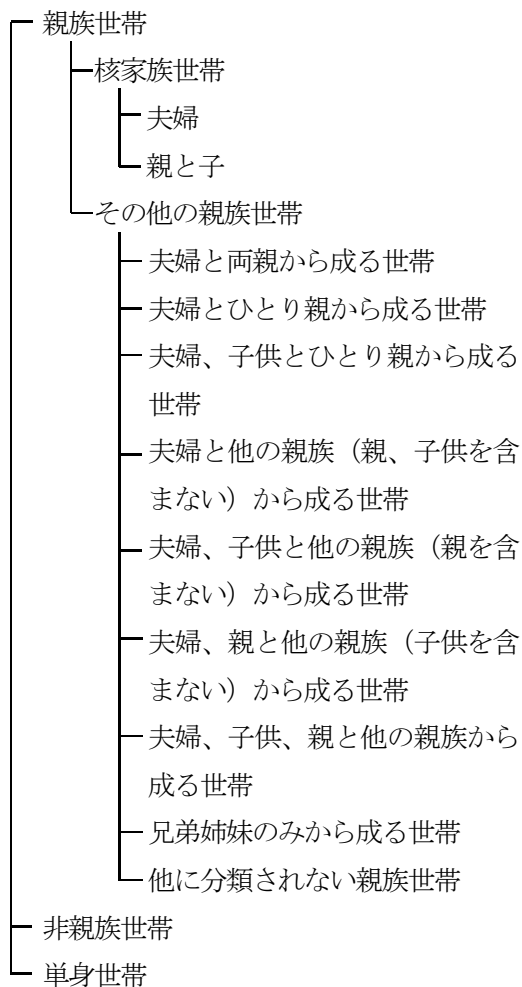 親族世帯
核家族世帯
夫婦
親と子
その他の親族世帯
夫婦と両親から成る世帯
夫婦とひとり親から成る世帯
夫婦、子供とひとり親から成る
世帯
夫婦と他の親族（親、子供を含
まない）から成る世帯
夫婦、子供と他の親族（親を含
まない）から成る世帯
夫婦、親と他の親族（子供を含
まない）から成る世帯
夫婦、子供、親と他の親族から
成る世帯
兄弟姉妹のみから成る世帯
他に分類されない親族世帯
非親族世帯
単身世帯